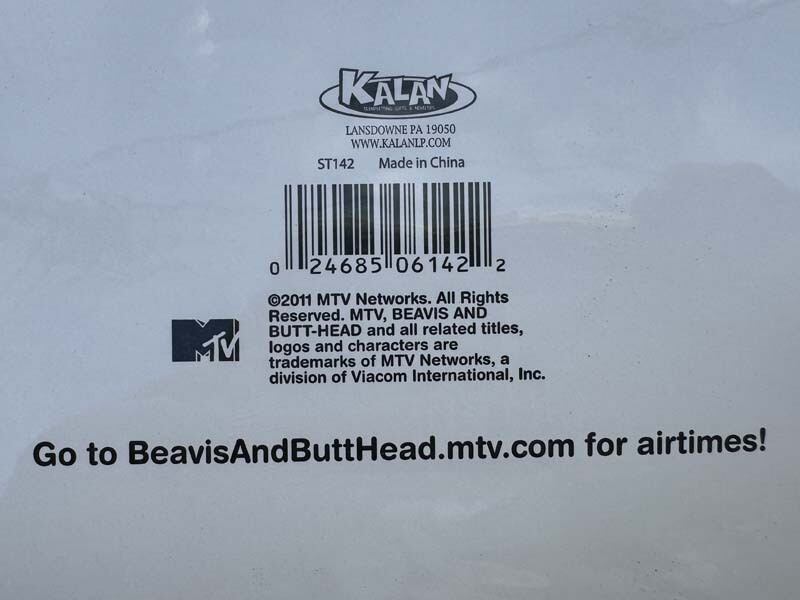 KALAN
LANSDOWNE PA 19050
WWW.KALANLP.COM
ST142 Made in China
0 24685 06142 2
©2011 MTV Networks. All Rights
Reserved. MTV, BEAVIS AND
BUTT-HEAD and all related titles,
logos and characters are
trademarks of MTV Networks, a
division of Viacom International, Inc.
MTV
Go to BeavisAndButtHead.mtv.com for airtimes!